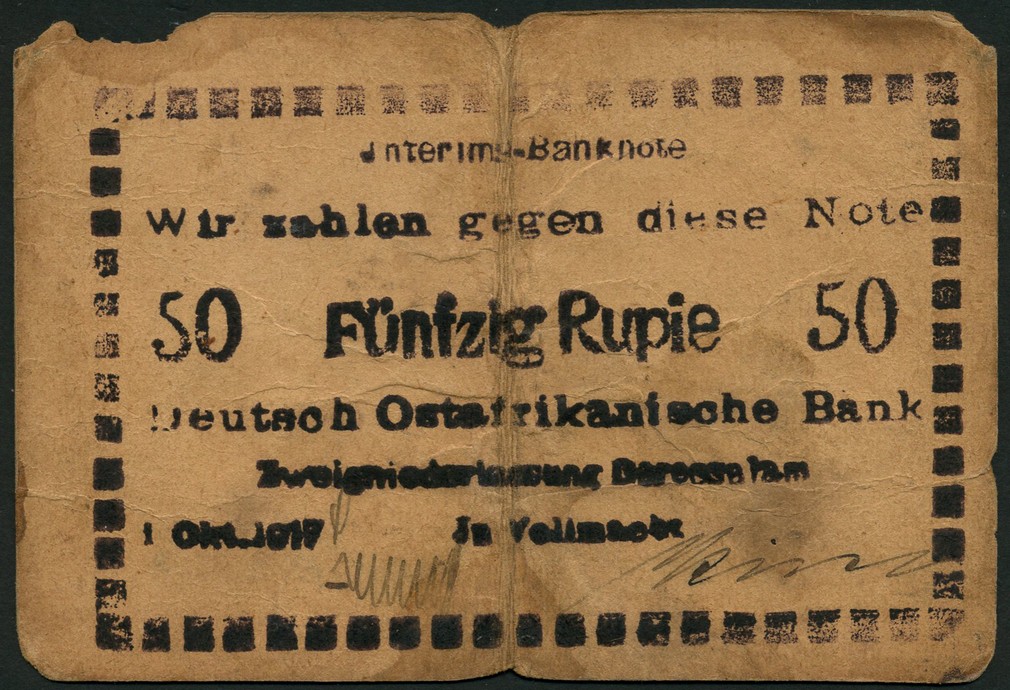 Interims-Banknote
Wir zahlen gegen diese Note
50 Fünfzig Rupie 50
Deutsch Ostafrikanische Bank
Zweigniederlassung Daressalam
1 Okt. 1917 In Vollmacht